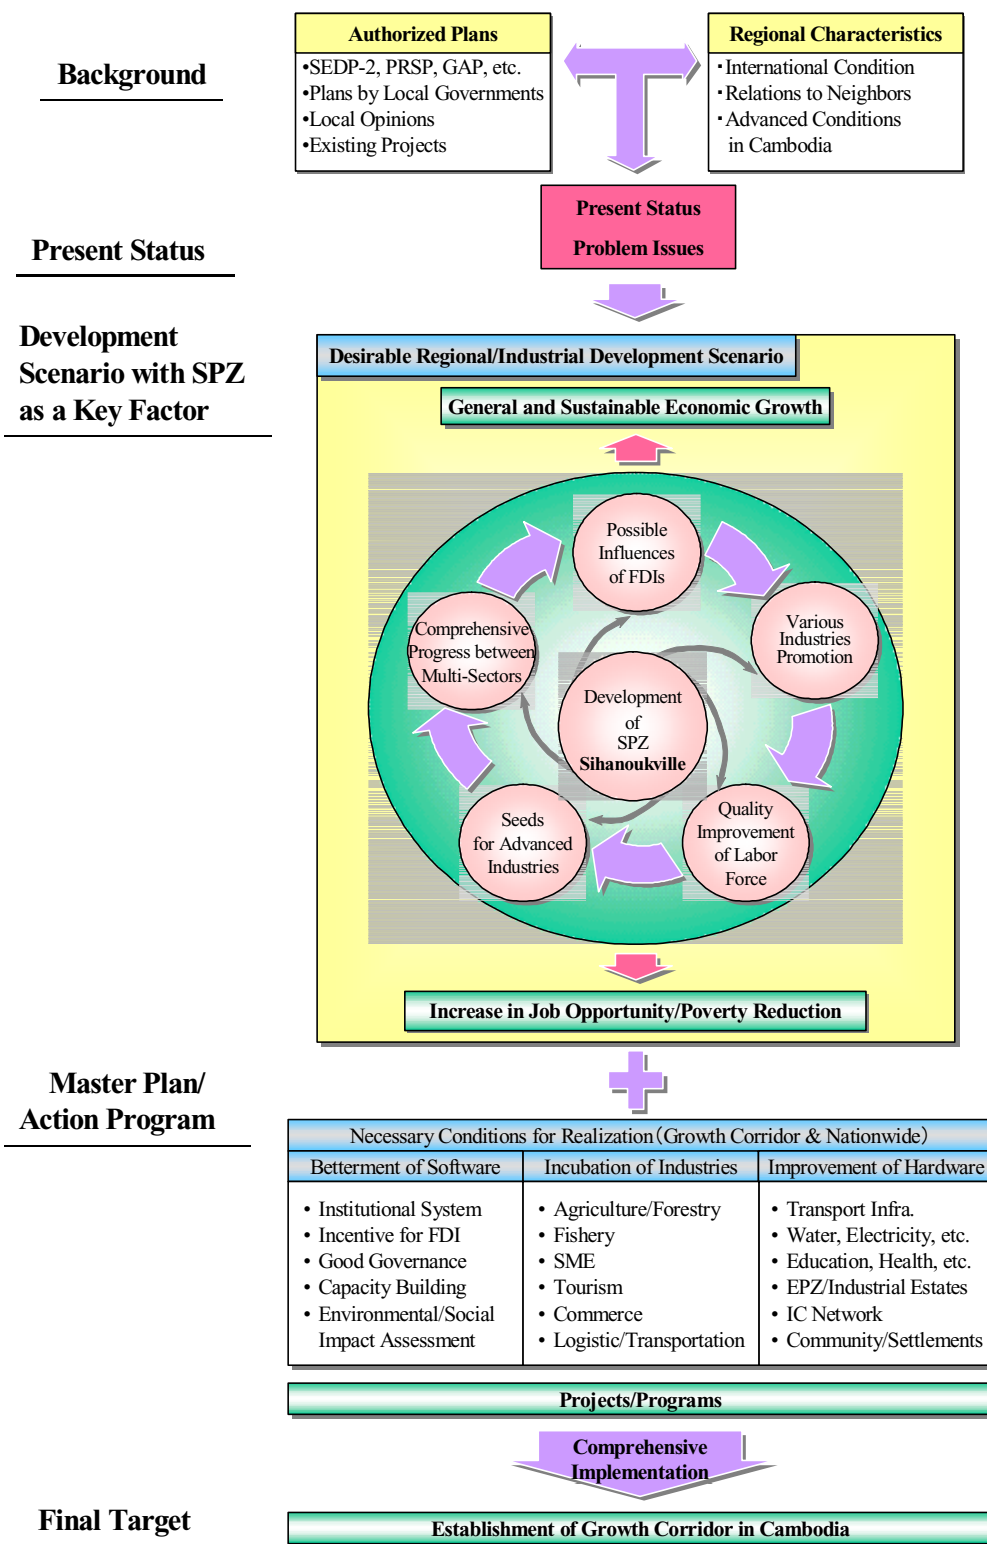 Background
Authorized Plans
•SEDP-2, PRSP, GAP, etc.
•Plans by Local Governments
•Local Opinions
•Existing Projects
Regional Characteristics
・International Condition
・Relations to Neighbors
・Advanced Conditions
in Cambodia
Present Status
Present Status
Problem Issues
Development
Scenario with SPZ
as a Key Factor
Desirable Regional/Industrial Development Scenario
General and Sustainable Economic Growth
Possible
Influences
of FDIs
Various
Industries
Promotion
Quality
Improvement
of Labor
Force
Seeds
for Advanced
Industries
Comprehensive
Progress between
Multi-Sectors
Development
of
SPZ
Sihanoukville
Increase in Job Opportunity/Poverty Reduction
Master Plan/
Action Program
Necessary Conditions for Realization(Growth Corridor & Nationwide)
Betterment of Software
• Institutional System
• Incentive for FDI
• Good Governance
• Capacity Building
• Environmental/Social
Impact Assessment
Incubation of Industries
• Agriculture/Forestry
• Fishery
• SME
• Tourism
• Commerce
• Logistic/Transportation
Improvement of Hardware
• Transport Infra.
• Water, Electricity, etc.
• Education, Health, etc.
• EPZ/Industrial Estates
• IC Network
• Community/Settlements
Projects/Programs
Comprehensive
Implementation
Final Target
Establishment of Growth Corridor in Cambodia